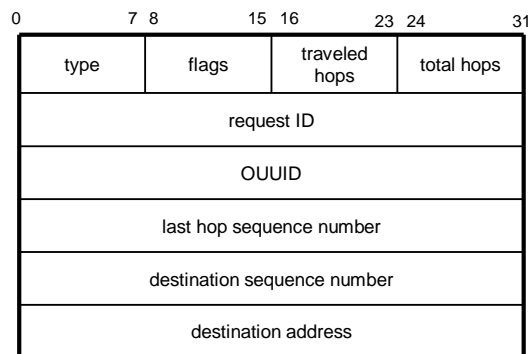 0 7 8 15 16 23 24 31
type flags traveled hops total hops
request ID
OUUID
last hop sequence number
destination sequence number
destination address